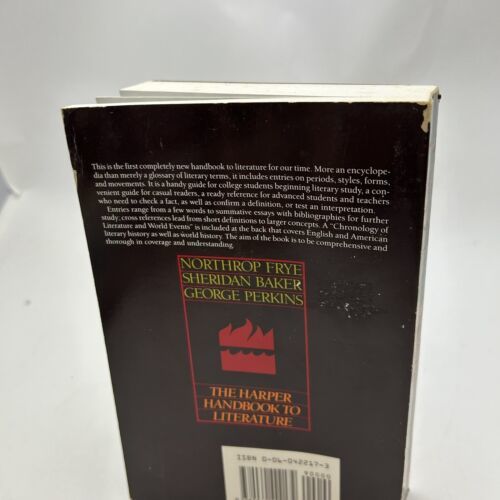 This is the first completely new handbook to literature for our time. More an encyclope-
dia than merely a glossary of literary terms, it includes entries on periods, styles, forms,
and movements. It is a handy guide for college students beginning literary study, a con-
venient guide for casual readers, a ready reference for advanced students and teachers
who need to check a fact, as well as confirm a definition, or test an interpretation.
Entries range from a few words to summative essays with bibliographies for further
study; cross references lead from short definitions to larger concepts. A "Chronology of
Literature and World Events" is included at the back that covers English and American
literary history as well as world history. The aim of the book is to be comprehensive and
thorough in coverage and understanding.
NORTHROP FRYE
SHERIDAN BAKER
GEORGE PERKINS
THE HARPER
HANDBOOK TO
LITERATURE
ISBN 0-06-042217-3
90000